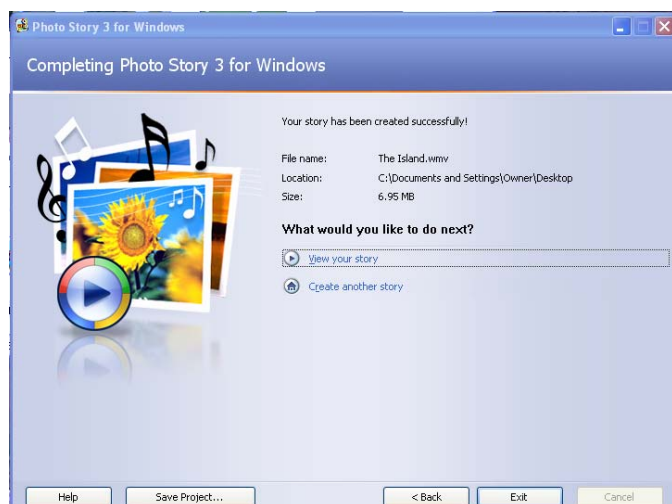 Photo Story 3 for Windows
Completing Photo Story 3 for Windows
Your story has been created successfully!
File name: The Island.wmv
Location: C:\Documents and Settings\Owner\Desktop
Size: 6.95 MB
What would you like to do next?
View your story
Create another story
Help Save Project... < Back Exit Cancel